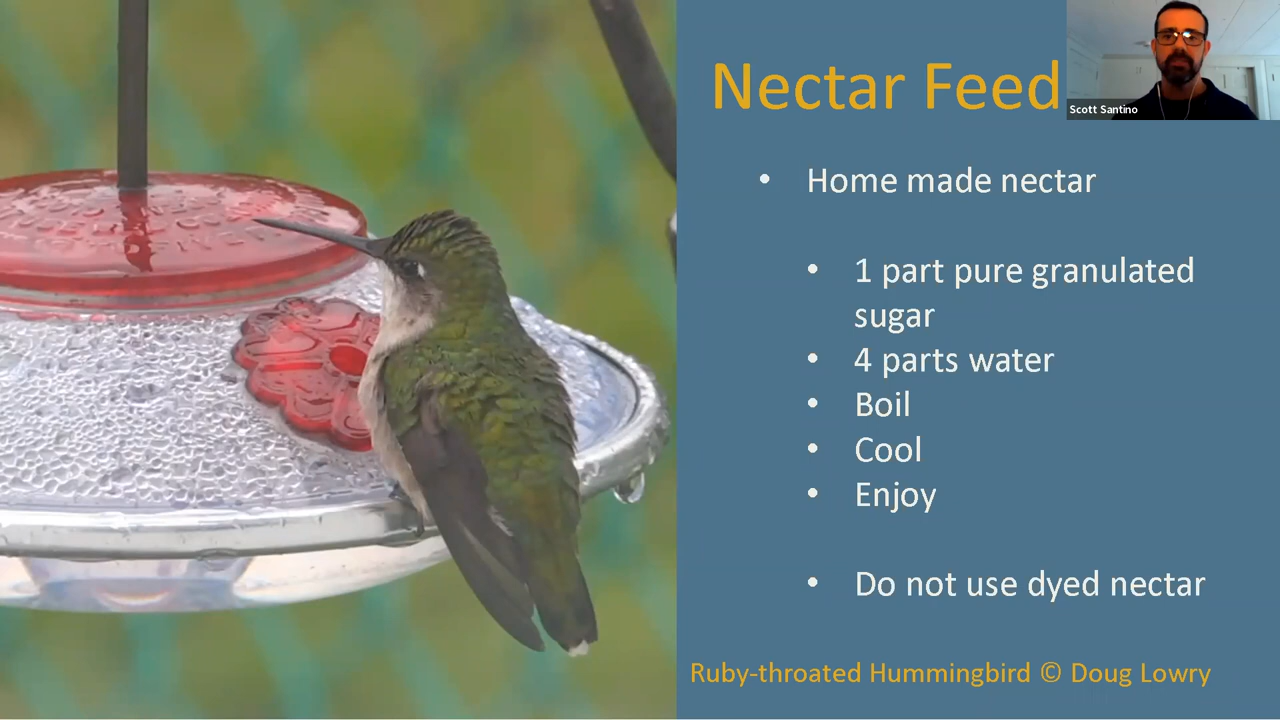 Nectar Feed
Scott Santino
• Home made nectar
• 1 part pure granulated
sugar
• 4 parts water
• Boil
• Cool
• Enjoy
• Do not use dyed nectar
Ruby-throated Hummingbird © Doug Lowry